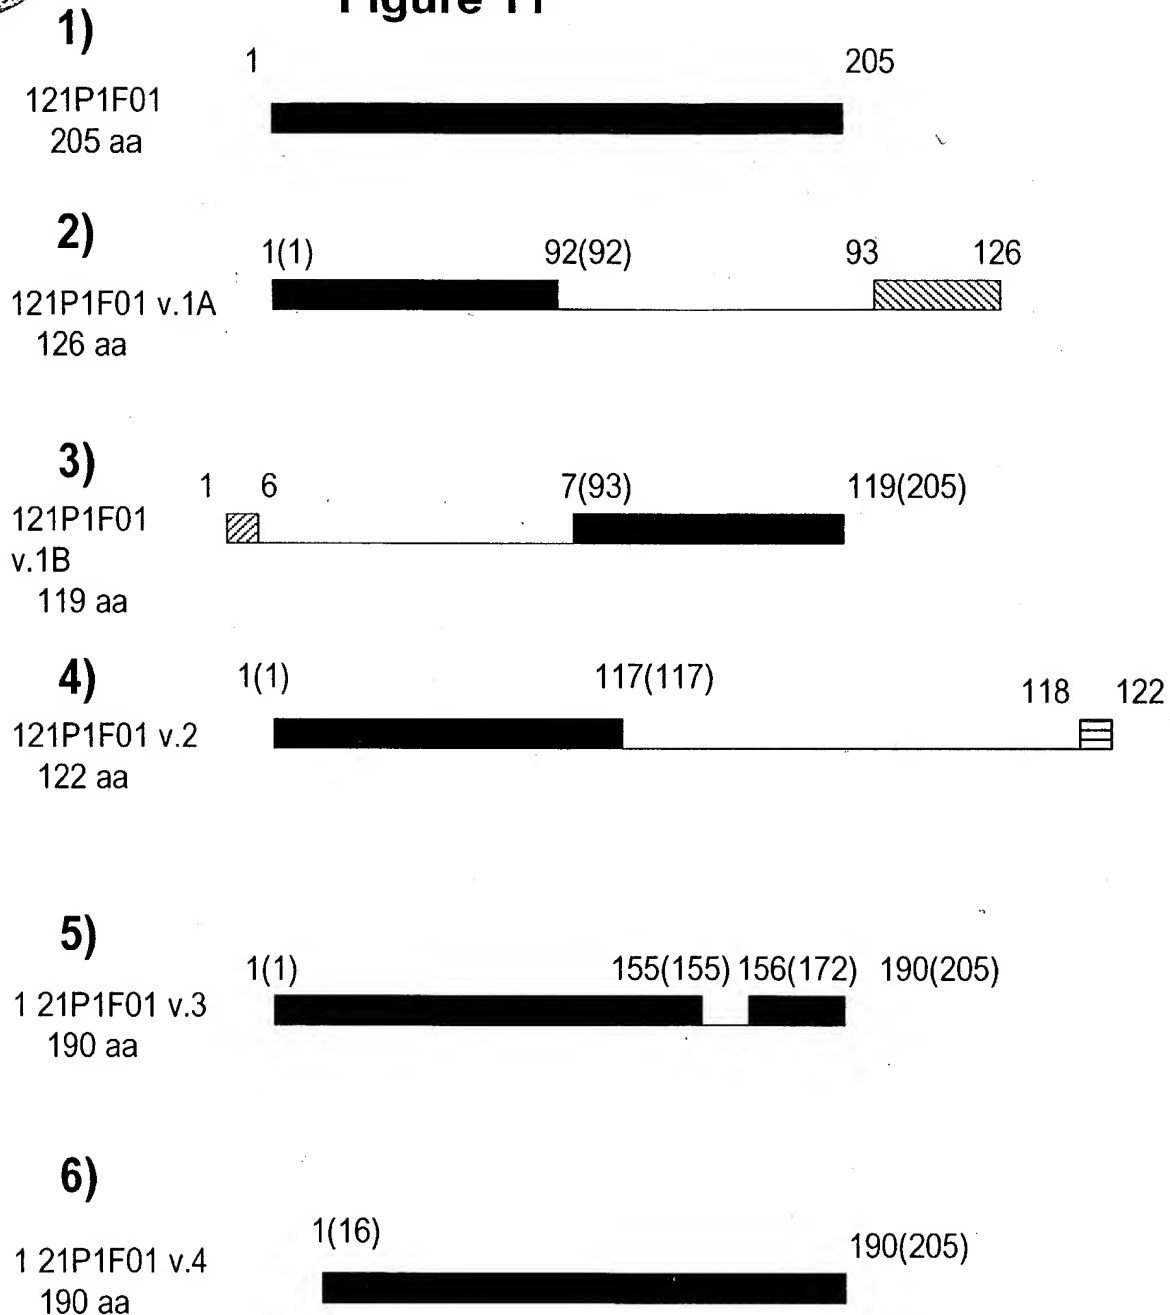 Figure 11
1)
1 205
121P1F01
205 aa
2)
1(1) 92(92) 93 126
121P1F01 v.1A
126 aa
3)
1 6 7(93) 119(205)
121P1F01
v.1B
119 aa
4)
1(1) 117(117) 118 122
121P1F01 v.2
122 aa
5)
1(1) 155(155) 156(172) 190(205)
1 21P1F01 v.3
190 aa
6)
1(16) 190(205)
1 21P1F01 v.4
190 aa